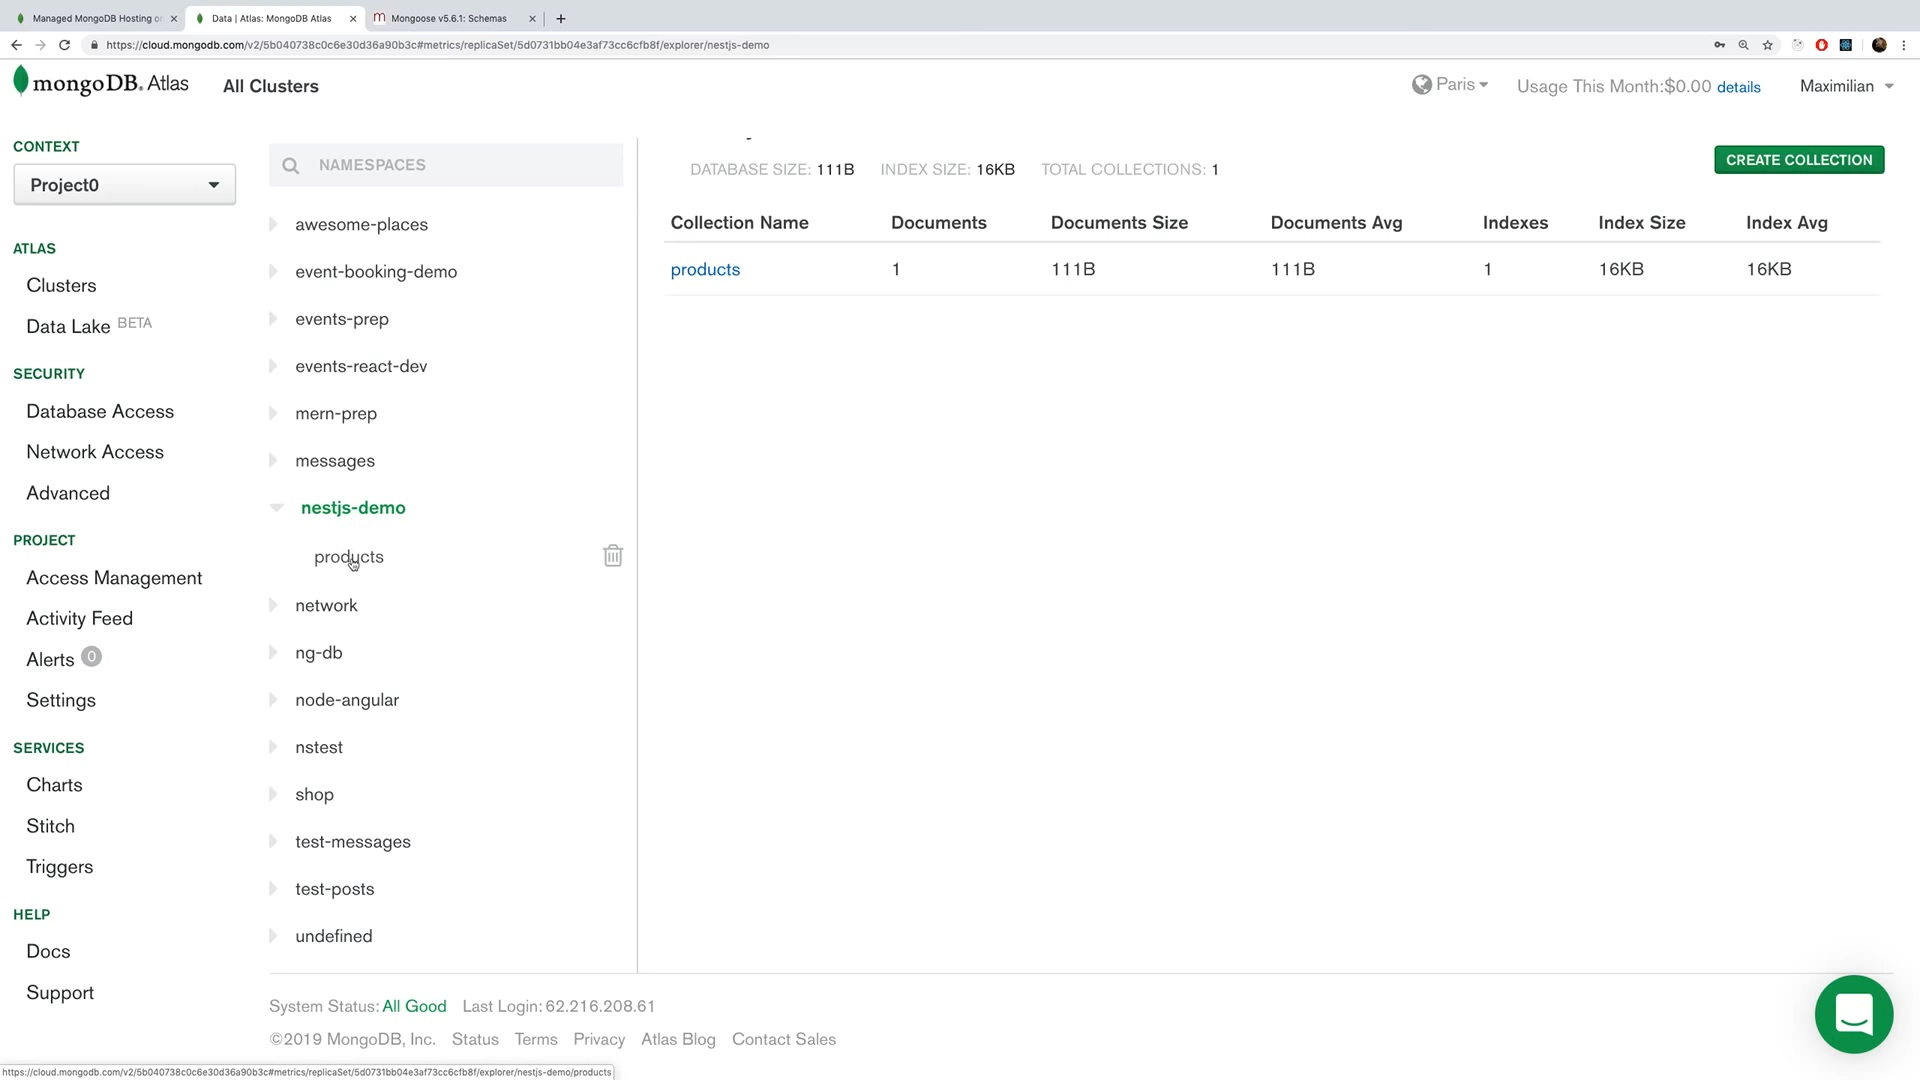 Managed MongoDB Hosting on
Data | Atlas: MongoDB Atlas
Mongoose v5.6.1: Schemas
https://cloud.mongodb.com/v2/5b040738c0c6e30d36a90b3c#metrics/replicaSet/5d0731bb04e3af73cc6cfb8f/explorer/nestjs-demo
mongoDB. Atlas
All Clusters
Paris
Usage This Month:$0.00 details
Maximilian
CONTEXT
Project0
ATLAS
Clusters
Data Lake BETA
SECURITY
Database Access
Network Access
Advanced
PROJECT
Access Management
Activity Feed
Alerts 0
Settings
SERVICES
Charts
Stitch
Triggers
HELP
Docs
Support
NAMESPACES
awesome-places
event-booking-demo
events-prep
events-react-dev
mern-prep
messages
nestjs-demo
products
network
ng-db
node-angular
nstest
shop
test-messages
test-posts
undefined
DATABASE SIZE: 111B INDEX SIZE: 16KB TOTAL COLLECTIONS: 1
CREATE COLLECTION
Collection Name Documents Documents Size Documents Avg Indexes Index Size Index Avg
products 1 111B 111B 1 16KB 16KB
System Status: All Good Last Login: 62.216.208.61
©2019 MongoDB, Inc. Status Terms Privacy Atlas Blog Contact Sales
https://cloud.mongodb.com/v2/5b040738c0c6e30d36a90b3c#metrics/replicaSet/5d0731bb04e3af73cc6cfb8f/explorer/nestjs-demo/products